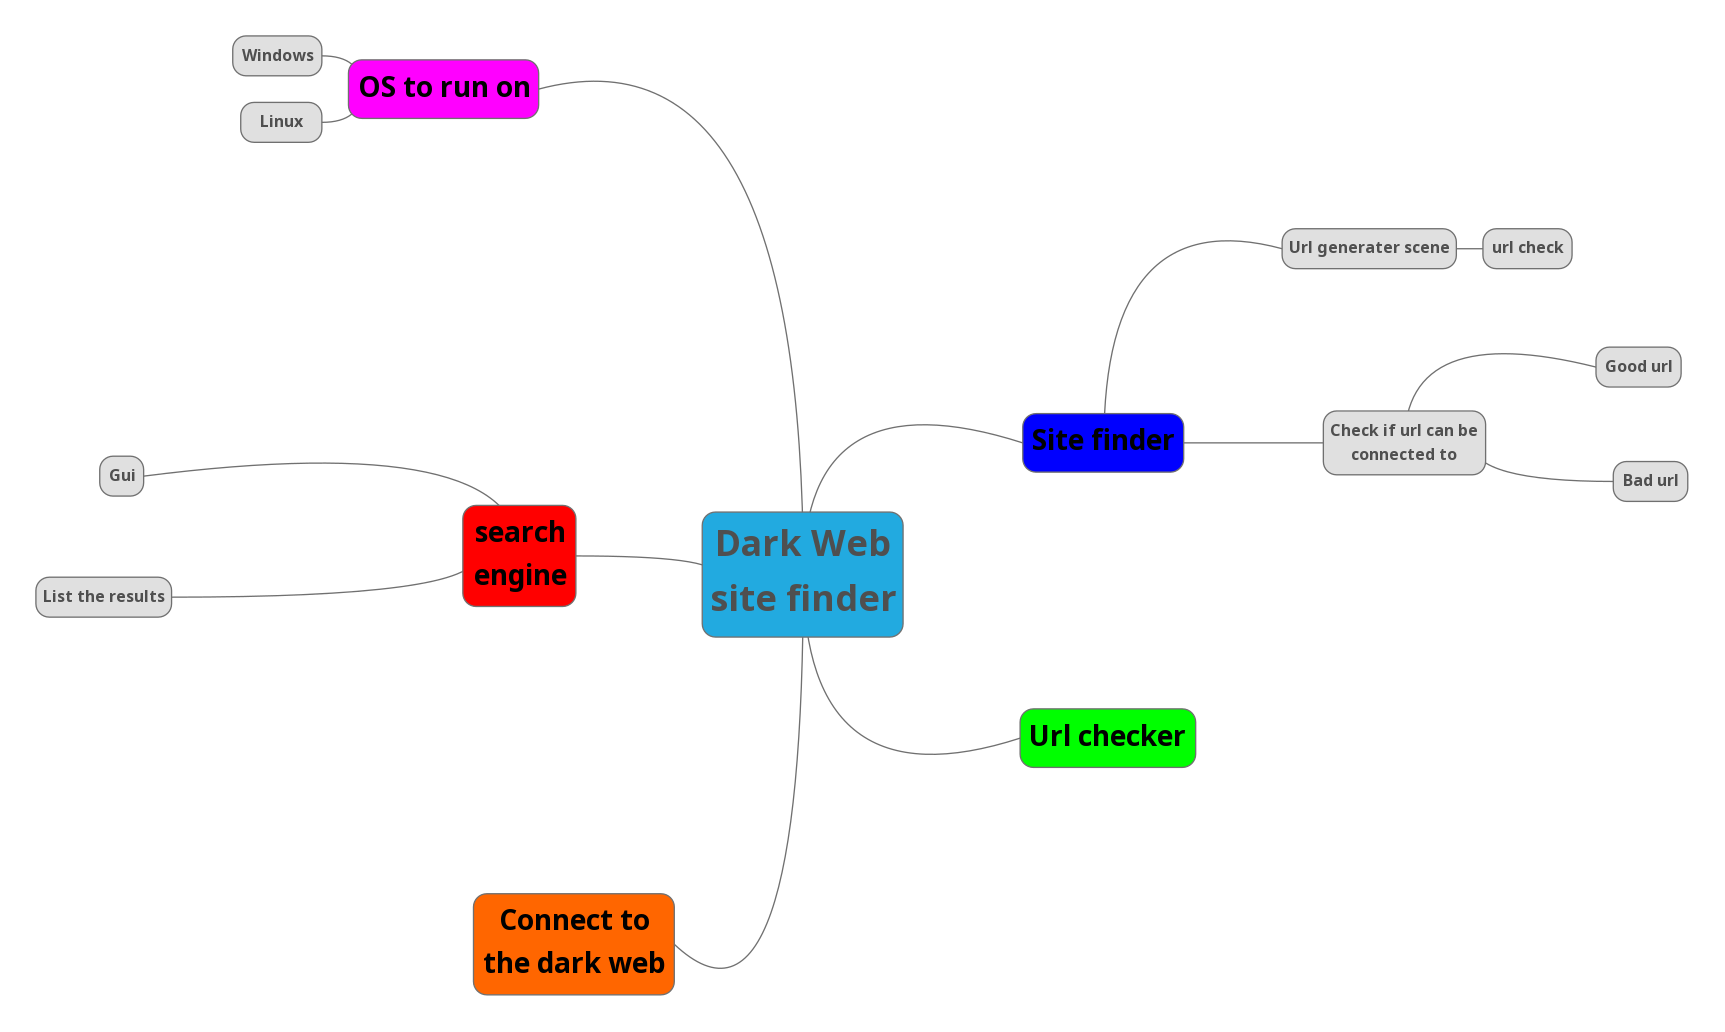 Windows
OS to run on
Linux
Url generater scene
url check
Good url
Site finder
Check if url can be
connected to
Bad url
Gui
search
engine
List the results
Dark Web
site finder
Url checker
Connect to
the dark web